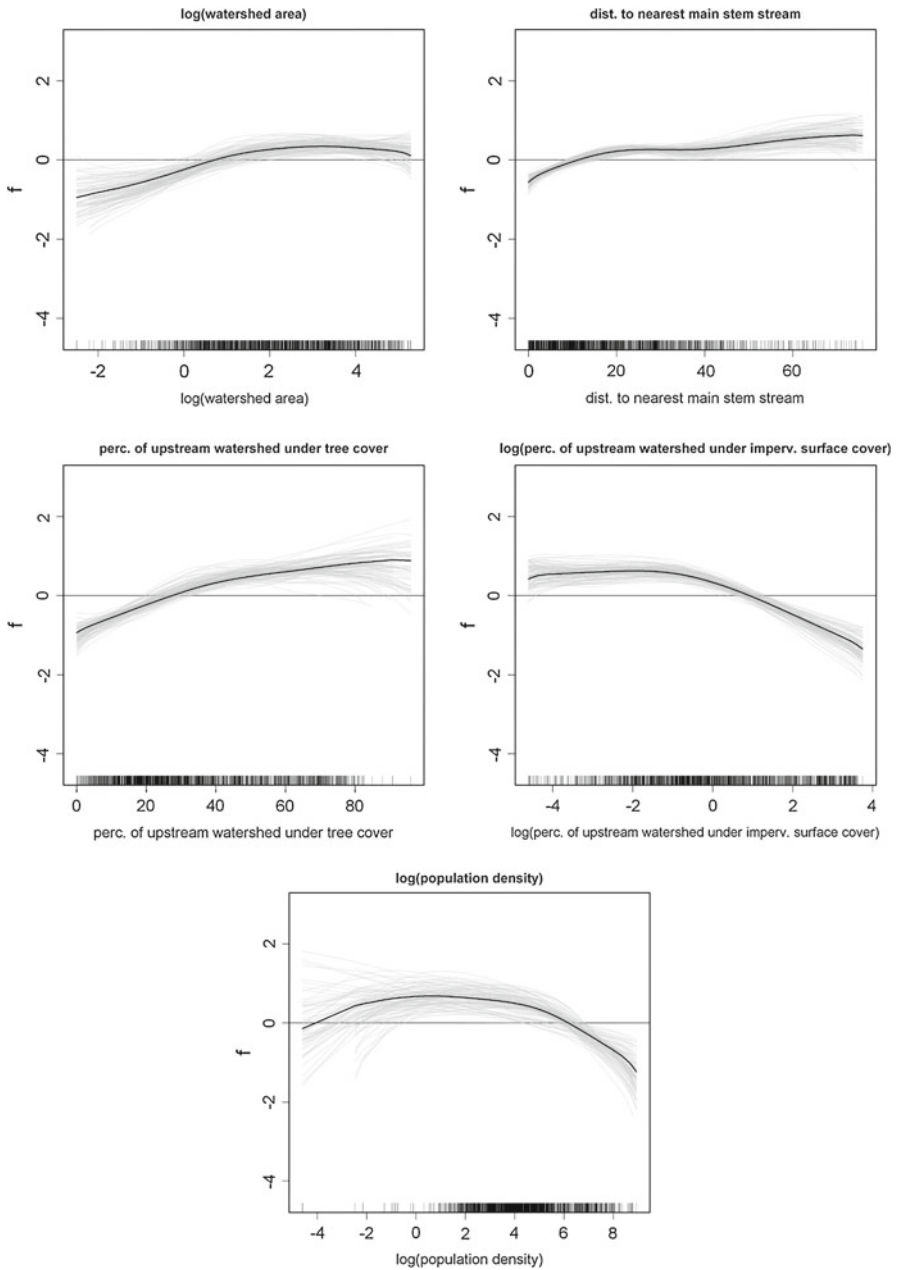 log(watershed area)
2
0
-2
-4
f
-2 0 2 4
log(watershed area)
dist. to nearest main stem stream
2
0
-2
-4
f
0 20 40 60
dist. to nearest main stem stream
perc. of upstream watershed under tree cover
2
0
-2
-4
f
0 20 40 60 80
perc. of upstream watershed under tree cover
log(perc. of upstream watershed under imperv. surface cover)
2
0
-2
-4
f
-4 -2 0 2 4
log(perc. of upstream watershed under imperv. surface cover)
log(population density)
2
0
-2
-4
f
-4 -2 0 2 4 6 8
log(population density)